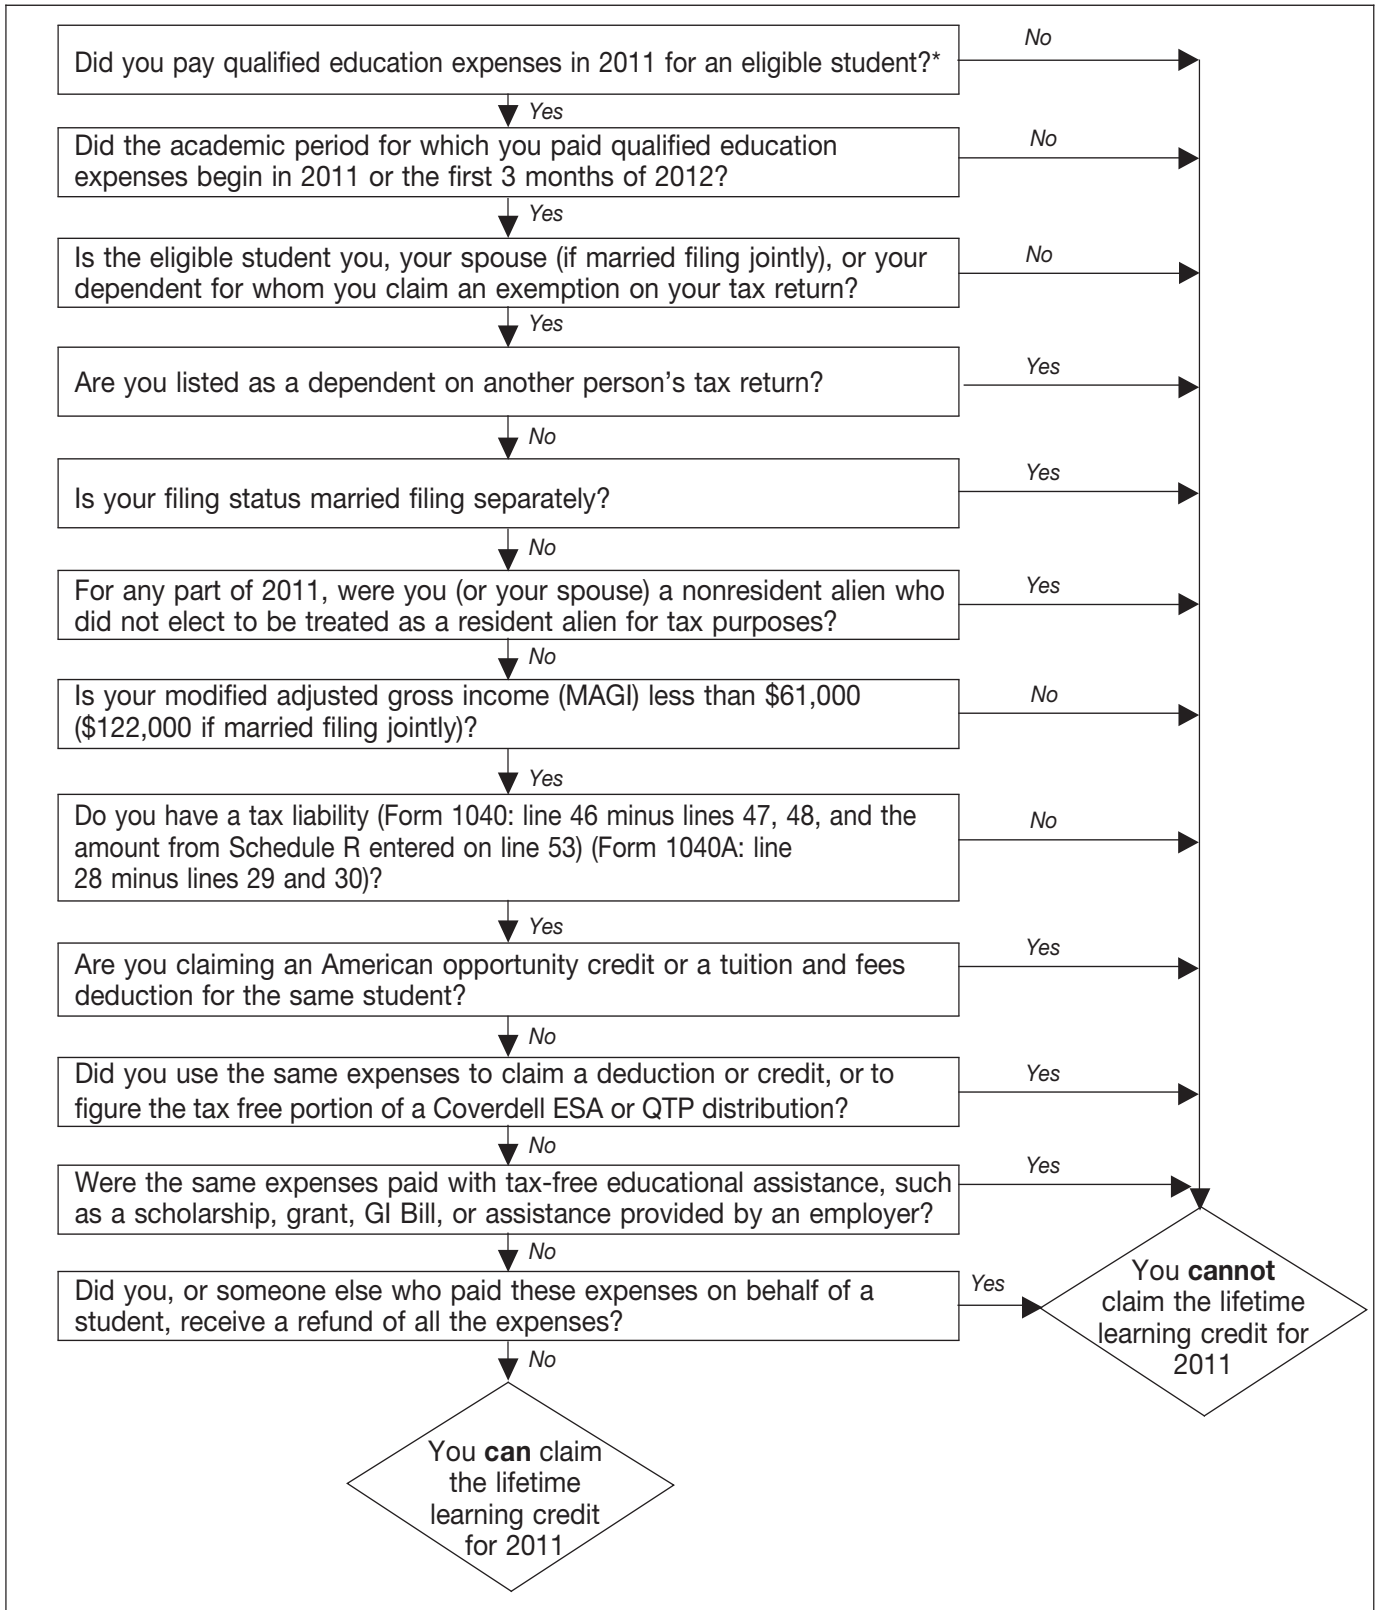 Did you pay qualified education expenses in 2011 for an eligible student?*
No
Yes
Did the academic period for which you paid qualified education
expenses begin in 2011 or the first 3 months of 2012?
No
Yes
Is the eligible student you, your spouse (if married filing jointly), or your
dependent for whom you claim an exemption on your tax return?
No
Yes
Are you listed as a dependent on another person's tax return?
Yes
No
Is your filing status married filing separately?
Yes
No
For any part of 2011, were you (or your spouse) a nonresident alien who
did not elect to be treated as a resident alien for tax purposes?
Yes
No
Is your modified adjusted gross income (MAGI) less than $61,000
($122,000 if married filing jointly)?
No
Yes
Do you have a tax liability (Form 1040: line 46 minus lines 47, 48, and the
amount from Schedule R entered on line 53) (Form 1040A: line
28 minus lines 29 and 30)?
No
Yes
Are you claiming an American opportunity credit or a tuition and fees
deduction for the same student?
Yes
No
Did you use the same expenses to claim a deduction or credit, or to
figure the tax free portion of a Coverdell ESA or QTP distribution?
Yes
No
Were the same expenses paid with tax-free educational assistance, such
as a scholarship, grant, GI Bill, or assistance provided by an employer?
Yes
No
Did you, or someone else who paid these expenses on behalf of a
student, receive a refund of all the expenses?
Yes
No
You cannot
claim the lifetime
learning credit for
2011
You can claim
the lifetime
learning credit
for 2011